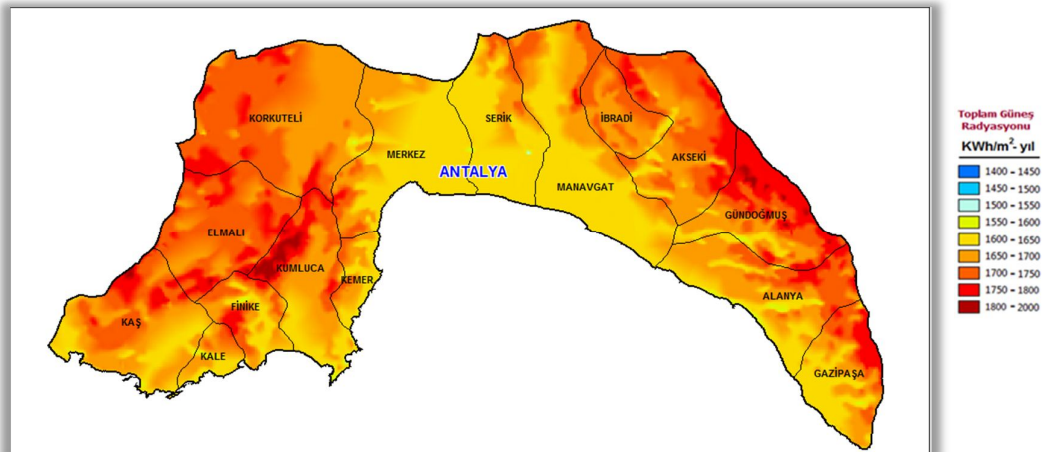 KORKUTELİ
SERİK
İBRADİ
MERKEZ
AKSEKİ
ANTALYA
MANAVGAT
GÜNDOĞMUŞ
ELMALI
KUMLUCA
KEMER
ALANYA
FİNİKE
KAŞ
KALE
GAZİPAŞA
Toplam Güneş
Radyasyonu
KWh/m²- yıl
1400 - 1450
1450 - 1500
1500 - 1550
1550 - 1600
1600 - 1650
1650 - 1700
1700 - 1750
1750 - 1800
1800 - 2000